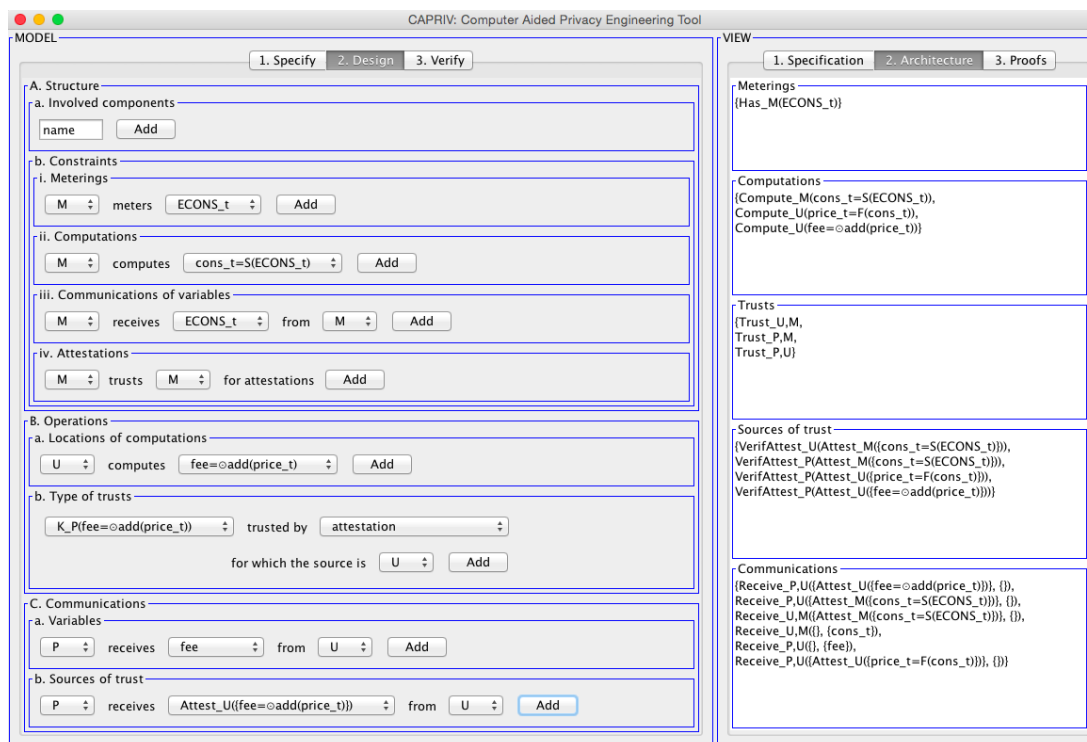 CAPRIV: Computer Aided Privacy Engineering Tool
MODEL
1. Specify 2. Design 3. Verify
A. Structure
a. Involved components
name Add
b. Constraints
i. Meterings
M meters ECONS_t Add
ii. Computations
M computes cons_t=S(ECONS_t) Add
iii. Communications of variables
M receives ECONS_t from M Add
iv. Attestations
M trusts M for attestations Add
B. Operations
a. Locations of computations
U computes fee=⊙add(price_t) Add
b. Type of trusts
K_P(fee=⊙add(price_t)) trusted by attestation
for which the source is U Add
C. Communications
a. Variables
P receives fee from U Add
b. Sources of trust
P receives Attest_U({fee=⊙add(price_t)}) from U Add
VIEW
1. Specification 2. Architecture 3. Proofs
Meterings
{Has_M(ECONS_t)}
Computations
{Compute_M(cons_t=S(ECONS_t)),
Compute_U(price_t=F(cons_t)),
Compute_U(fee=⊙add(price_t))}
Trusts
{Trust_U,M,
Trust_P,M,
Trust_P,U}
Sources of trust
{VerifAttest_U(Attest_M({cons_t=S(ECONS_t)})),
VerifAttest_P(Attest_M({cons_t=S(ECONS_t)})),
VerifAttest_P(Attest_U({price_t=F(cons_t)})),
VerifAttest_P(Attest_U({fee=⊙add(price_t)}))}
Communications
{Receive_P,U({Attest_U({fee=⊙add(price_t)})}, {}),
Receive_P,U({Attest_M({cons_t=S(ECONS_t)})}, {}),
Receive_U,M({Attest_M({cons_t=S(ECONS_t)})}, {}),
Receive_U,M({}, {cons_t}),
Receive_P,U({}, {fee}),
Receive_P,U({Attest_U({price_t=F(cons_t)})}, {})}